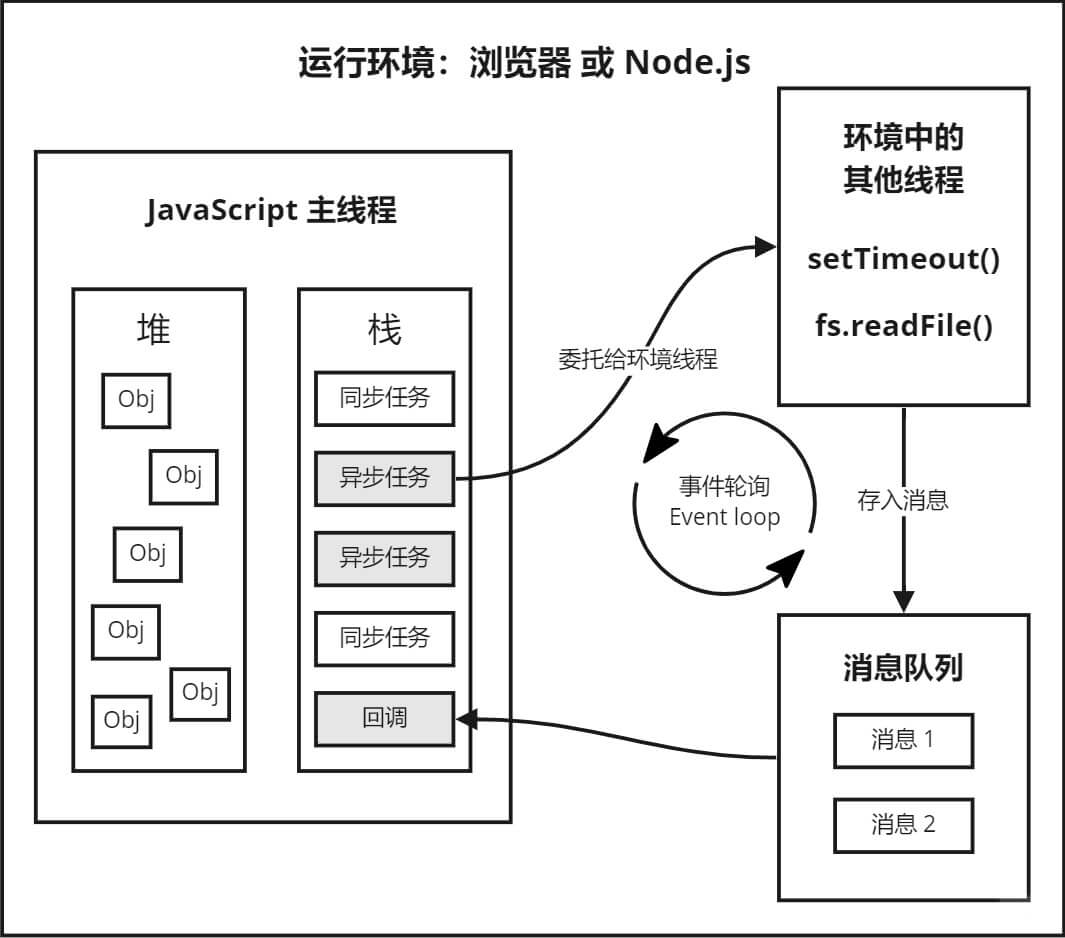 运行环境：浏览器 或 Node.js
JavaScript 主线程
堆
Obj
Obj
Obj
Obj
Obj
Obj
栈
同步任务
异步任务
异步任务
同步任务
回调
委托给环境线程
环境中的
其他线程
setTimeout()
fs.readFile()
事件轮询
Event loop
存入消息
消息队列
消息 1
消息 2